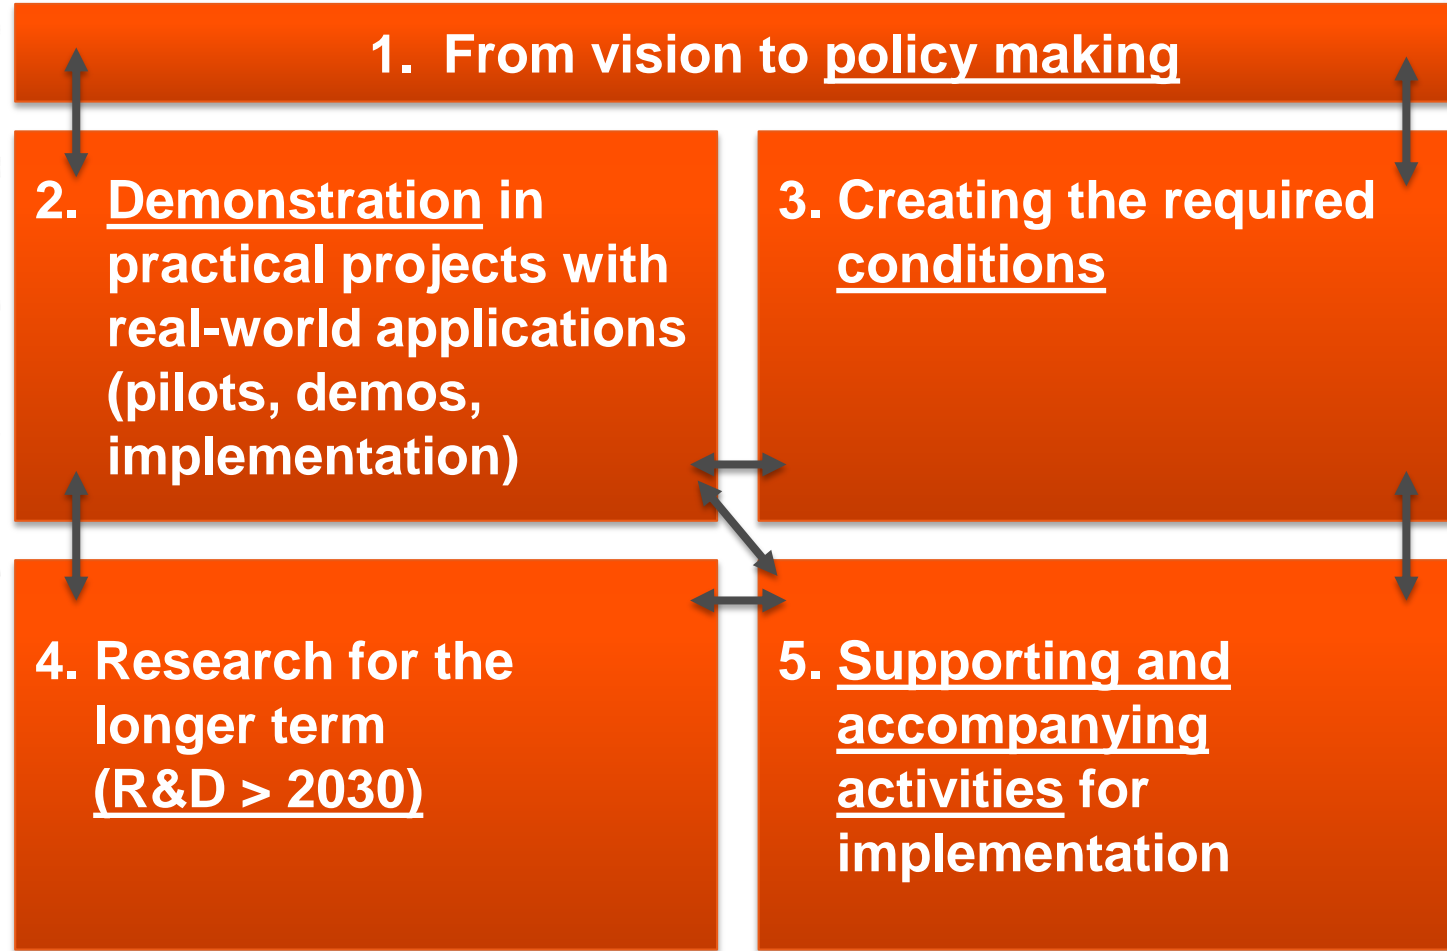 1. From vision to policy making
2. Demonstration in
practical projects with
real-world applications
(pilots, demos,
implementation)
3. Creating the required
conditions
4. Research for the
longer term
(R&D > 2030)
5. Supporting and
accompanying
activities for
implementation